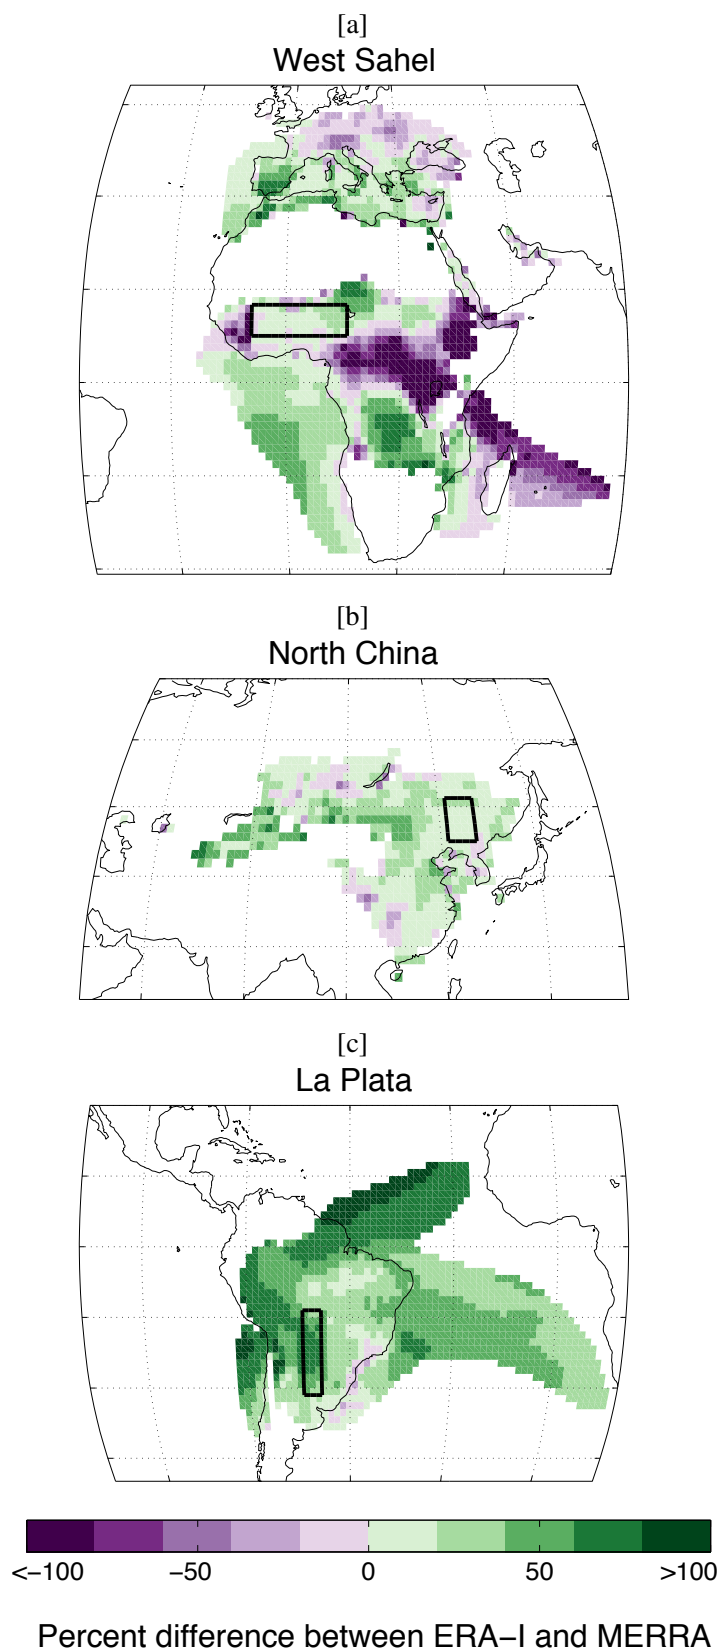 [a]
West Sahel
[b]
North China
[c]
La Plata
<−100 −50 0 50 >100
Percent difference between ERA−I and MERRA